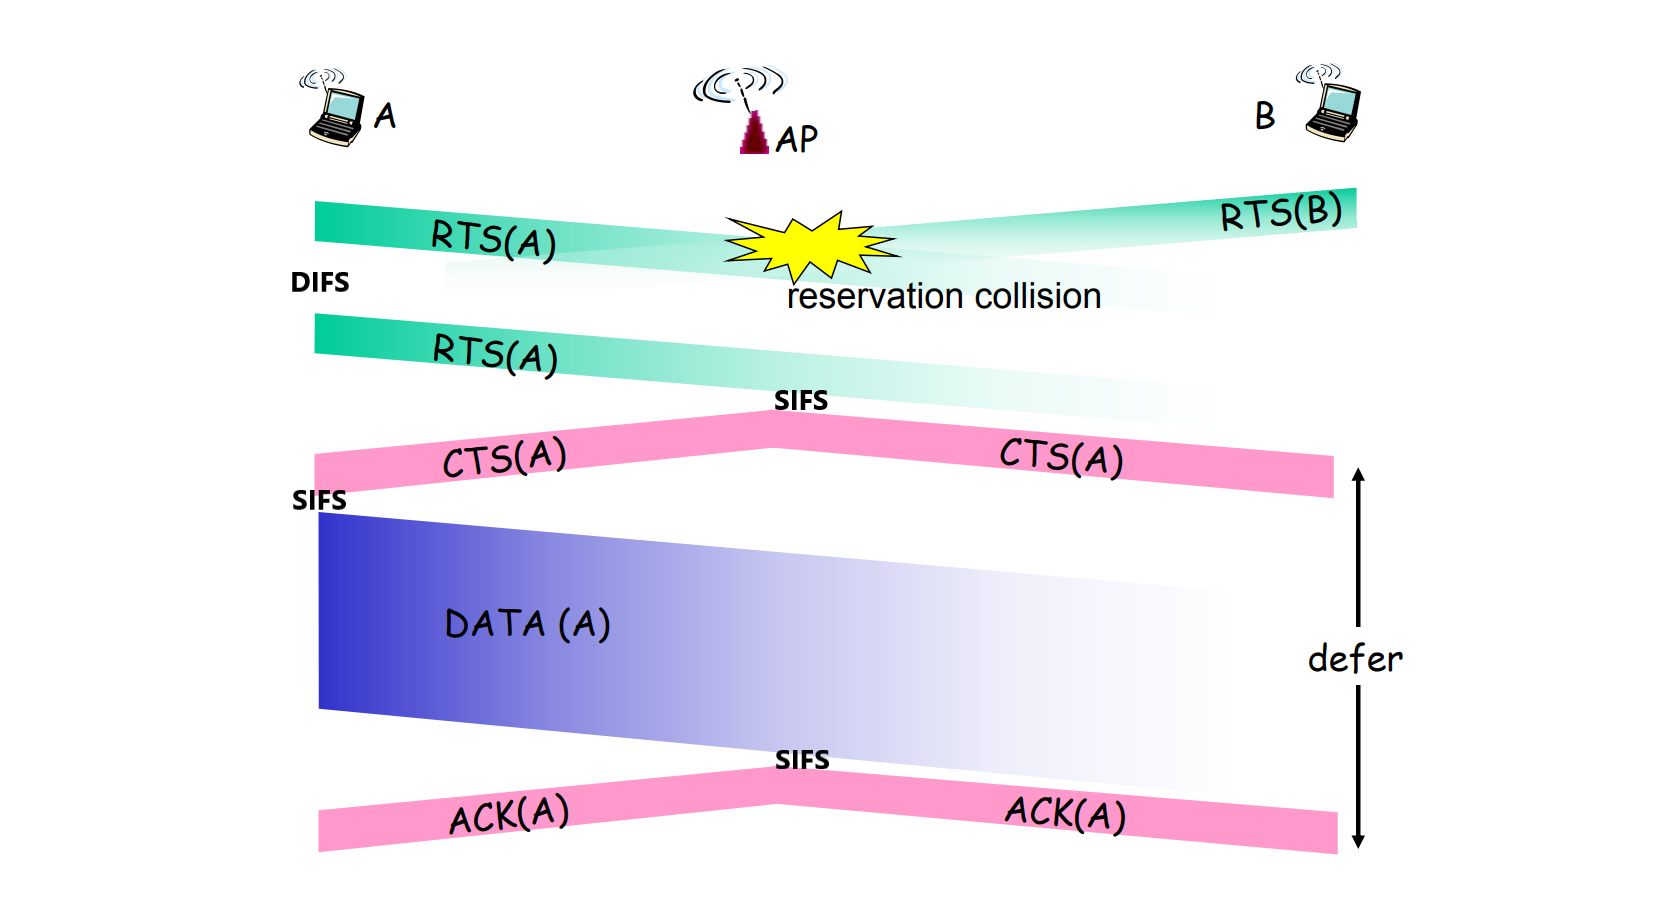 A
AP
B
RTS(A)
RTS(B)
DIFS
reservation collision
RTS(A)
SIFS
CTS(A)
CTS(A)
SIFS
DATA (A)
defer
SIFS
ACK(A)
ACK(A)